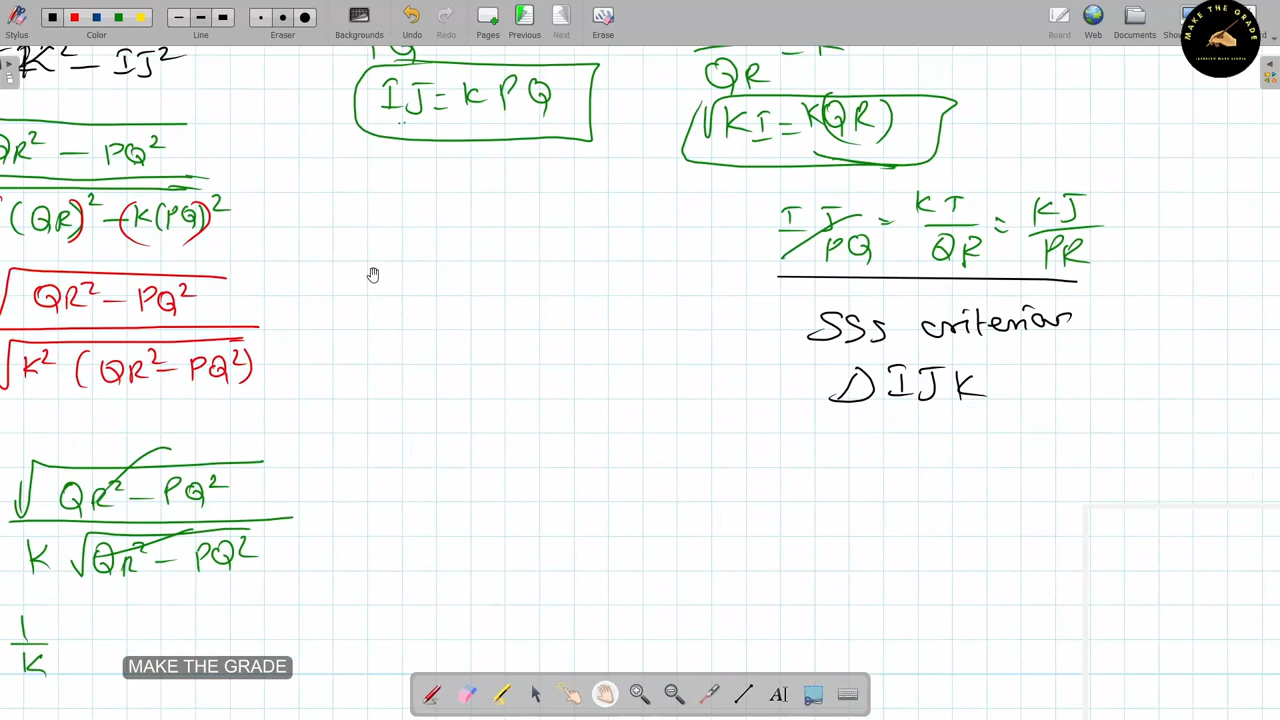 Stylus Color Line Eraser Backgrounds Undo Redo Pages Previous Next Erase Board Web Documents
MAKE THE GRADE
K² - IJ²
QR² - PQ²
(QR)² - K(PQ)²
√QR² - PQ²
√K² (QR² - PQ²)
√QR² - PQ²
K √QR² - PQ²
1
K
PQ
IJ = K PQ
QR = K
KI = K(QR)
IJ/PQ = KI/QR = KJ/PR
SSS criterion
Δ IJK
MAKE THE GRADE